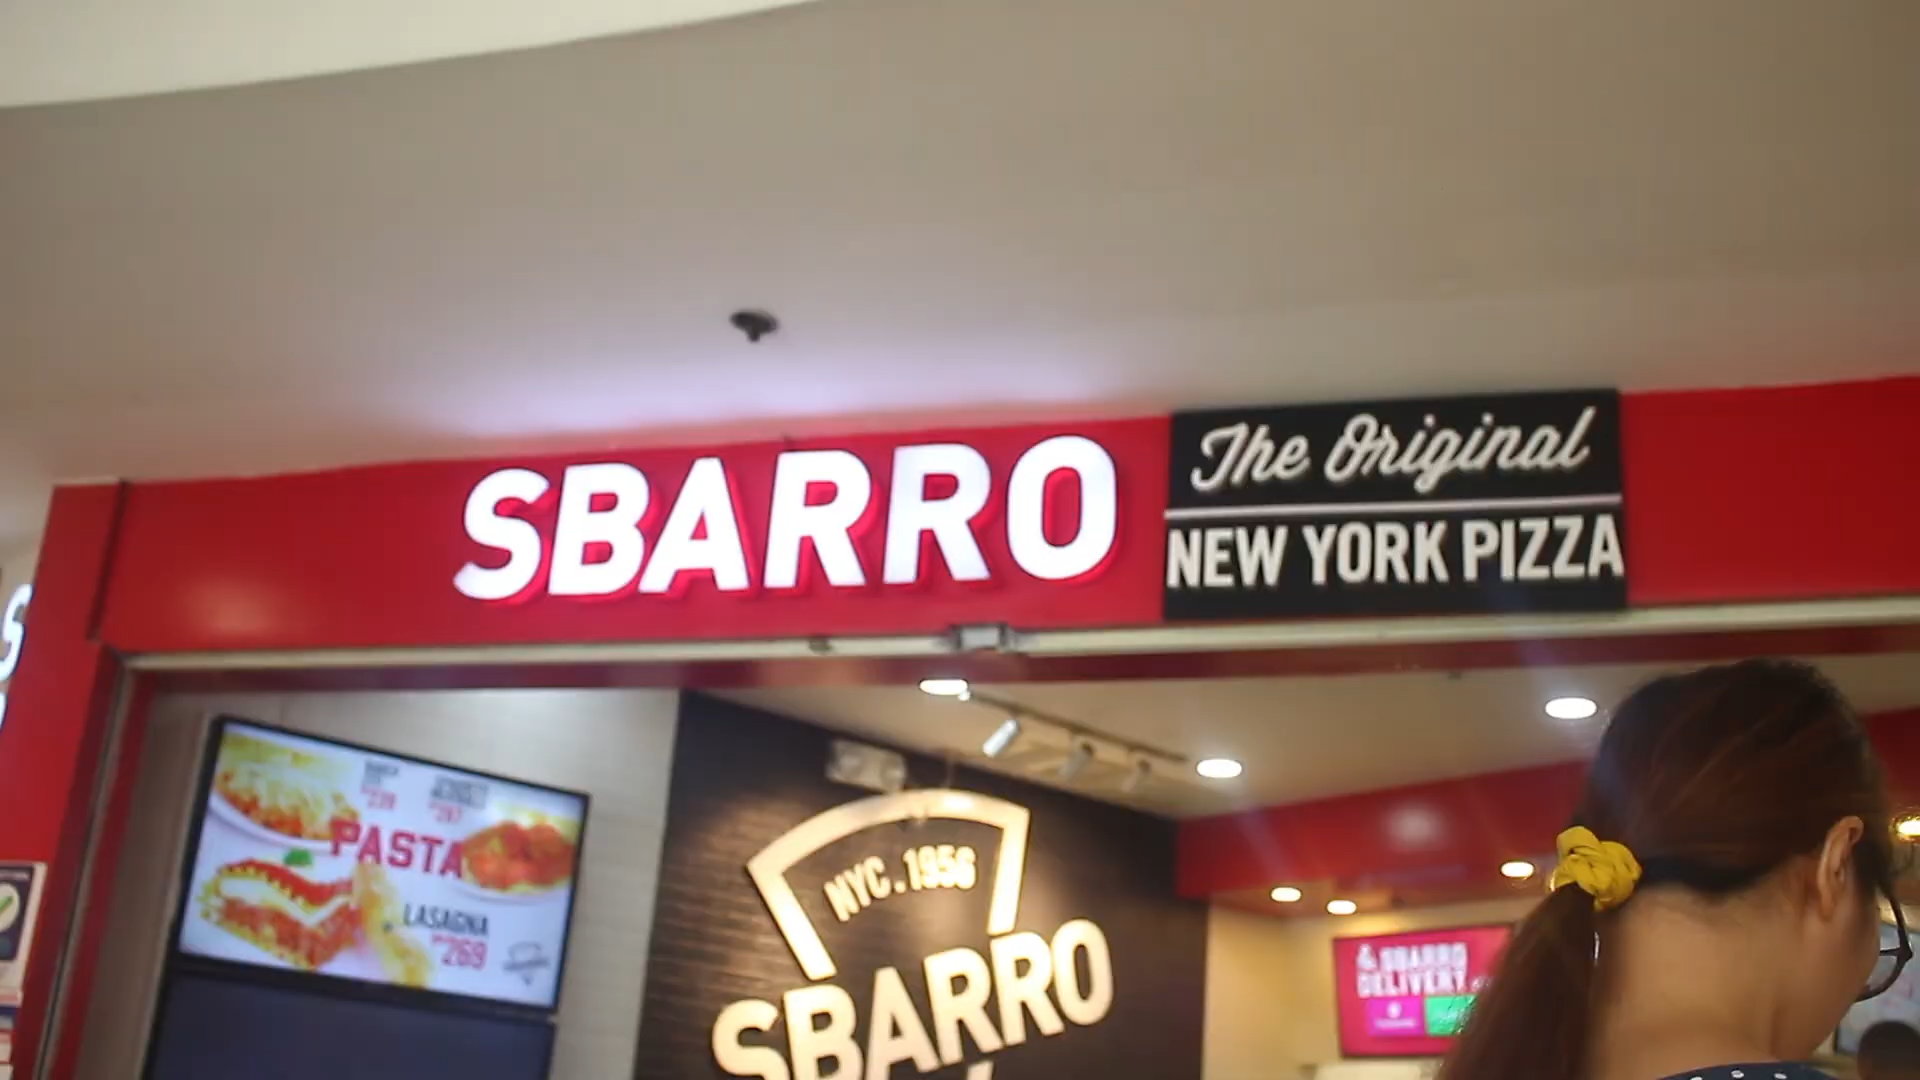 SBARRO
The Original
NEW YORK PIZZA
PASTA
LASAGNA
269
NYC. 1956
SBARRO
SBARRO
DELIVERY